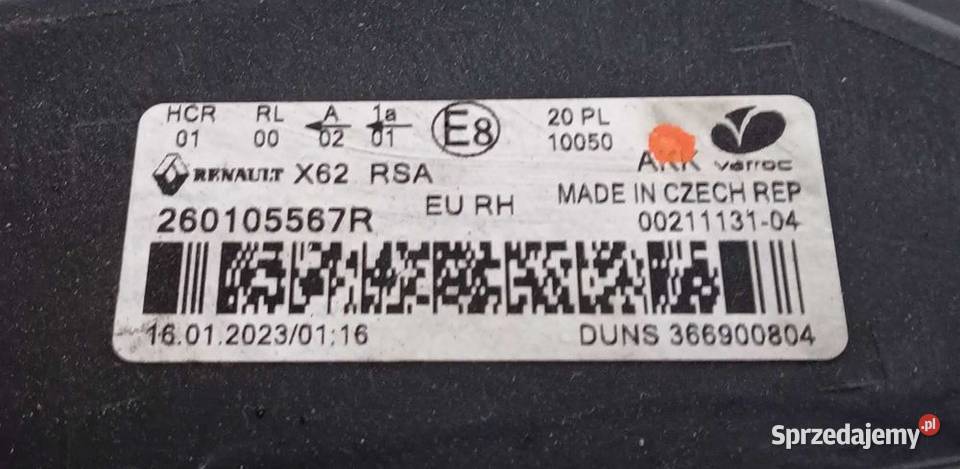 HCR RL A 1a E8 20 PL
01 00 02 01 10050
varroc
RENAULT X62 RSA
EU RH MADE IN CZECH REP
260105567R 00211131-04
16.01.2023/01:16 DUNS 366900804
Sprzedajemy.pl